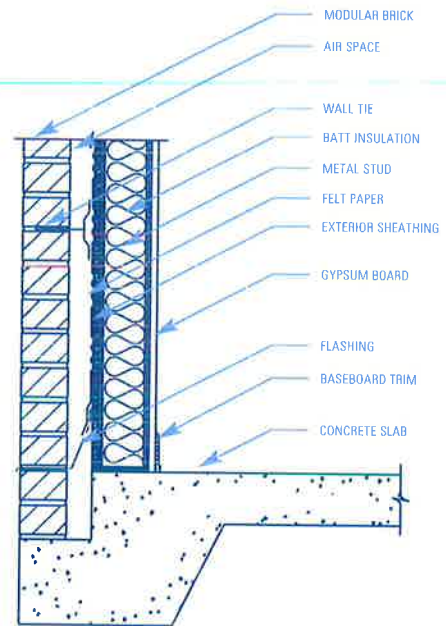 MODULAR BRICK
AIR SPACE
WALL TIE
BATT INSULATION
METAL STUD
FELT PAPER
EXTERIOR SHEATHING
GYPSUM BOARD
FLASHING
BASEBOARD TRIM
CONCRETE SLAB